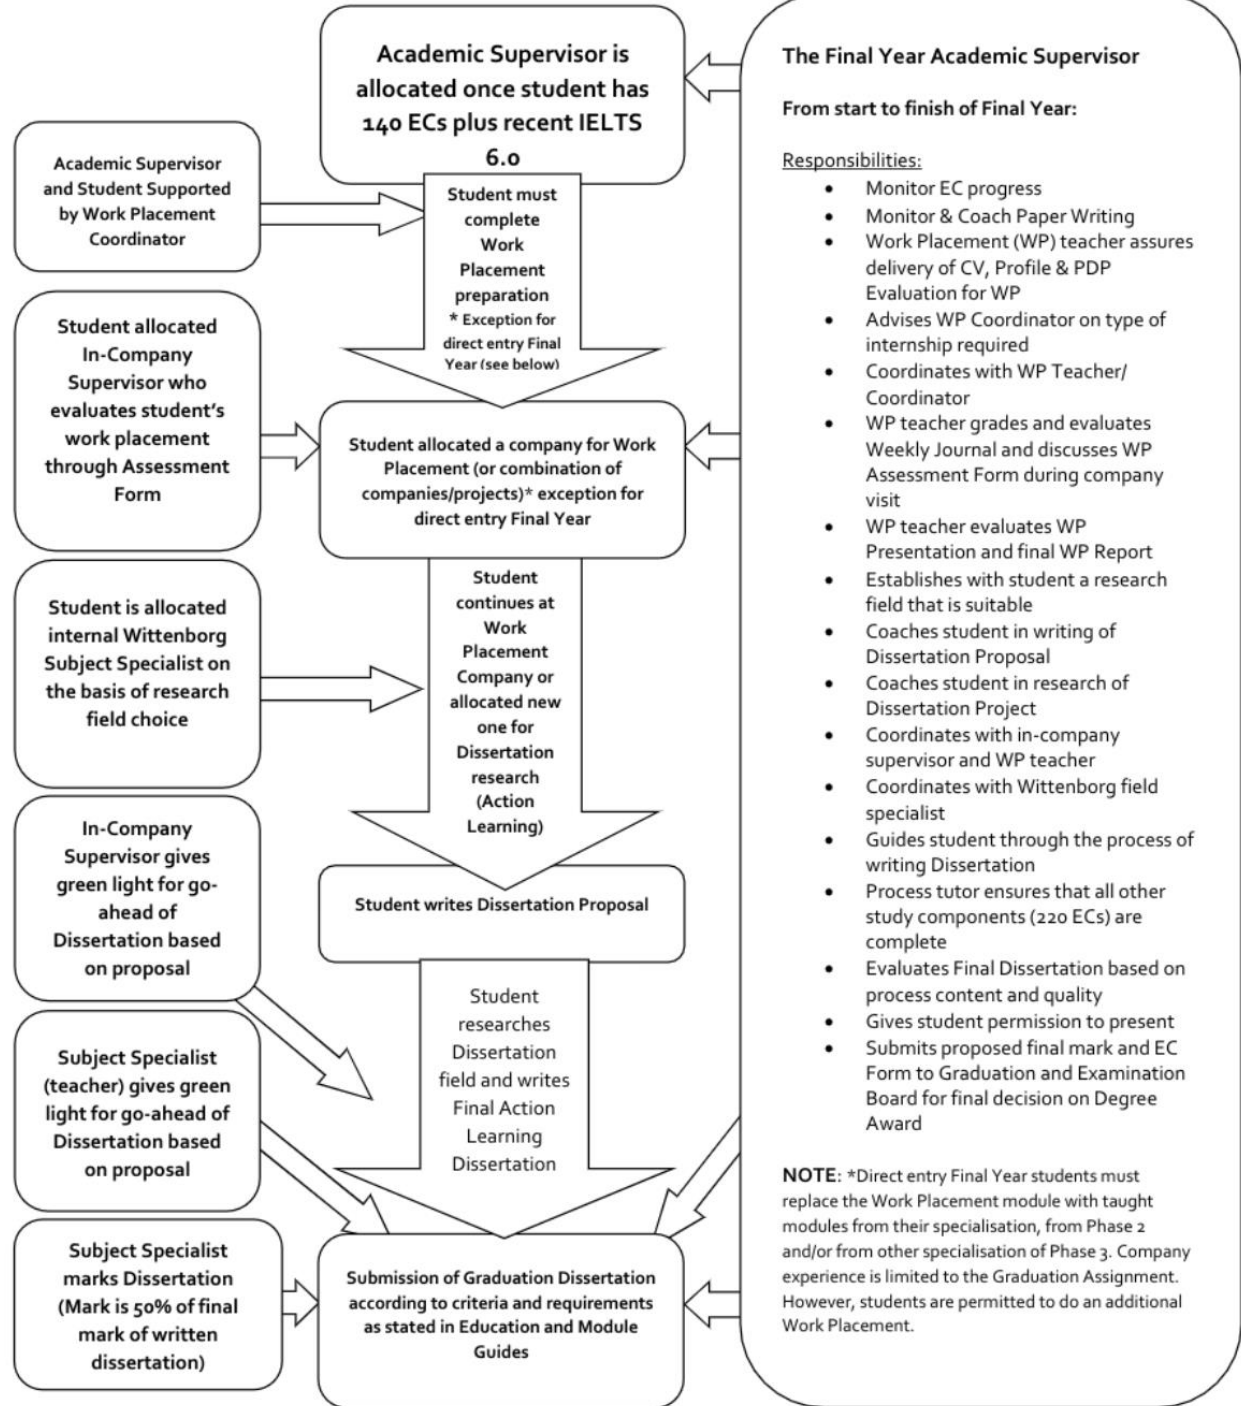 Academic Supervisor is
allocated once student has
140 ECs plus recent IELTS
6.0
Academic Supervisor
and Student Supported
by Work Placement
Coordinator
Student must
complete
Work
Placement
preparation
* Exception for
direct entry Final
Year (see below)
Student allocated
In-Company
Supervisor who
evaluates student's
work placement
through Assessment
Form
Student allocated a company for Work
Placement (or combination of
companies/projects)* exception for
direct entry Final Year
Student is allocated
internal Wittenborg
Subject Specialist on
the basis of research
field choice
Student
continues at
Work
Placement
Company or
allocated new
one for
Dissertation
research
(Action
Learning)
In-Company
Supervisor gives
green light for go-
ahead of
Dissertation based
on proposal
Student writes Dissertation Proposal
Subject Specialist
(teacher) gives green
light for go-ahead of
Dissertation based
on proposal
Student
researches
Dissertation
field and writes
Final Action
Learning
Dissertation
Subject Specialist
marks Dissertation
(Mark is 50% of final
mark of written
dissertation)
Submission of Graduation Dissertation
according to criteria and requirements
as stated in Education and Module
Guides
The Final Year Academic Supervisor
From start to finish of Final Year:
Responsibilities:
• Monitor EC progress
• Monitor & Coach Paper Writing
• Work Placement (WP) teacher assures
delivery of CV, Profile & PDP
Evaluation for WP
• Advises WP Coordinator on type of
internship required
• Coordinates with WP Teacher/
Coordinator
• WP teacher grades and evaluates
Weekly Journal and discusses WP
Assessment Form during company
visit
• WP teacher evaluates WP
Presentation and final WP Report
• Establishes with student a research
field that is suitable
• Coaches student in writing of
Dissertation Proposal
• Coaches student in research of
Dissertation Project
• Coordinates with in-company
supervisor and WP teacher
• Coordinates with Wittenborg field
specialist
• Guides student through the process of
writing Dissertation
• Process tutor ensures that all other
study components (220 ECs) are
complete
• Evaluates Final Dissertation based on
process content and quality
• Gives student permission to present
• Submits proposed final mark and EC
Form to Graduation and Examination
Board for final decision on Degree
Award
NOTE: *Direct entry Final Year students must
replace the Work Placement module with taught
modules from their specialisation, from Phase 2
and/or from other specialisation of Phase 3. Company
experience is limited to the Graduation Assignment.
However, students are permitted to do an additional
Work Placement.